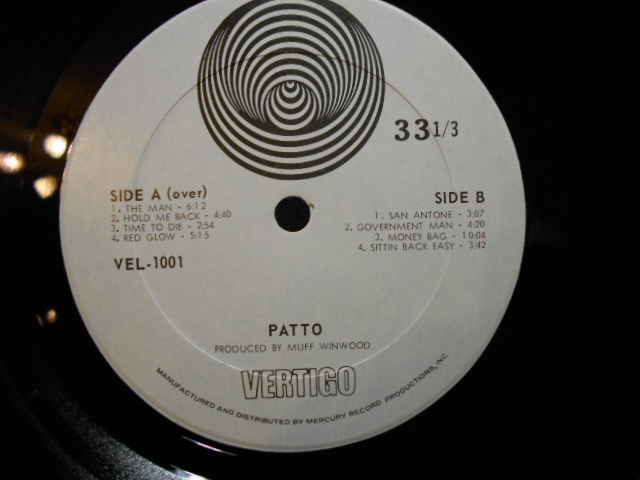 33 1/3
SIDE A (over)
1. THE MAN - 6:12
2. HOLD ME BACK - 4:40
3. TIME TO DIE - 2:54
4. RED GLOW - 5:15
VEL-1001
SIDE B
1. SAN ANTONE - 3:07
2. GOVERNMENT MAN - 4:20
3. MONEY BAG - 10:04
4. SITTIN BACK EASY - 3:42
PATTO
PRODUCED BY MUFF WINWOOD
VERTIGO
MANUFACTURED AND DISTRIBUTED BY MERCURY RECORD PRODUCTIONS, INC.